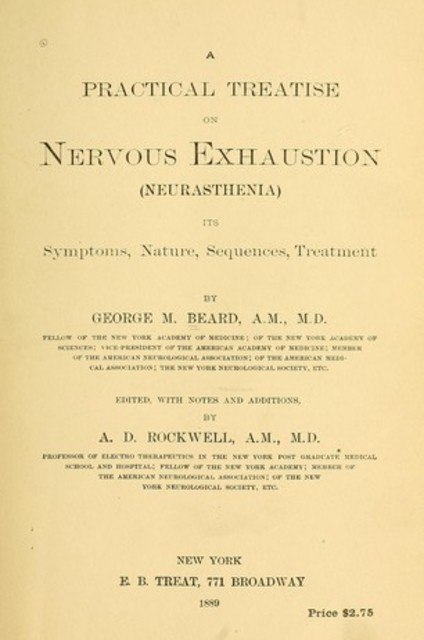 A
PRACTICAL TREATISE
ON
NERVOUS EXHAUSTION
(NEURASTHENIA)
ITS
Symptoms, Nature, Sequences, Treatment
BY
GEORGE M. BEARD, A.M., M.D.
FELLOW OF THE NEW YORK ACADEMY OF MEDICINE; OF THE NEW YORK ACADEMY OF
SCIENCES; VICE-PRESIDENT OF THE AMERICAN ACADEMY OF MEDICINE; MEMBER
OF THE AMERICAN NEUROLOGICAL ASSOCIATION; OF THE AMERICAN MEDI-
CAL ASSOCIATION; THE NEW YORK NEUROLOGICAL SOCIETY, ETC.
EDITED, WITH NOTES AND ADDITIONS,
BY
A. D. ROCKWELL, A.M., M.D.
PROFESSOR OF ELECTRO THERAPEUTICS IN THE NEW YORK POST GRADUATE MEDICAL
SCHOOL AND HOSPITAL; FELLOW OF THE NEW YORK ACADEMY; MEMBER OF
THE AMERICAN NEUROLOGICAL ASSOCIATION; OF THE NEW
YORK NEUROLOGICAL SOCIETY, ETC.
NEW YORK
E. B. TREAT, 771 BROADWAY
1889
Price $2.75